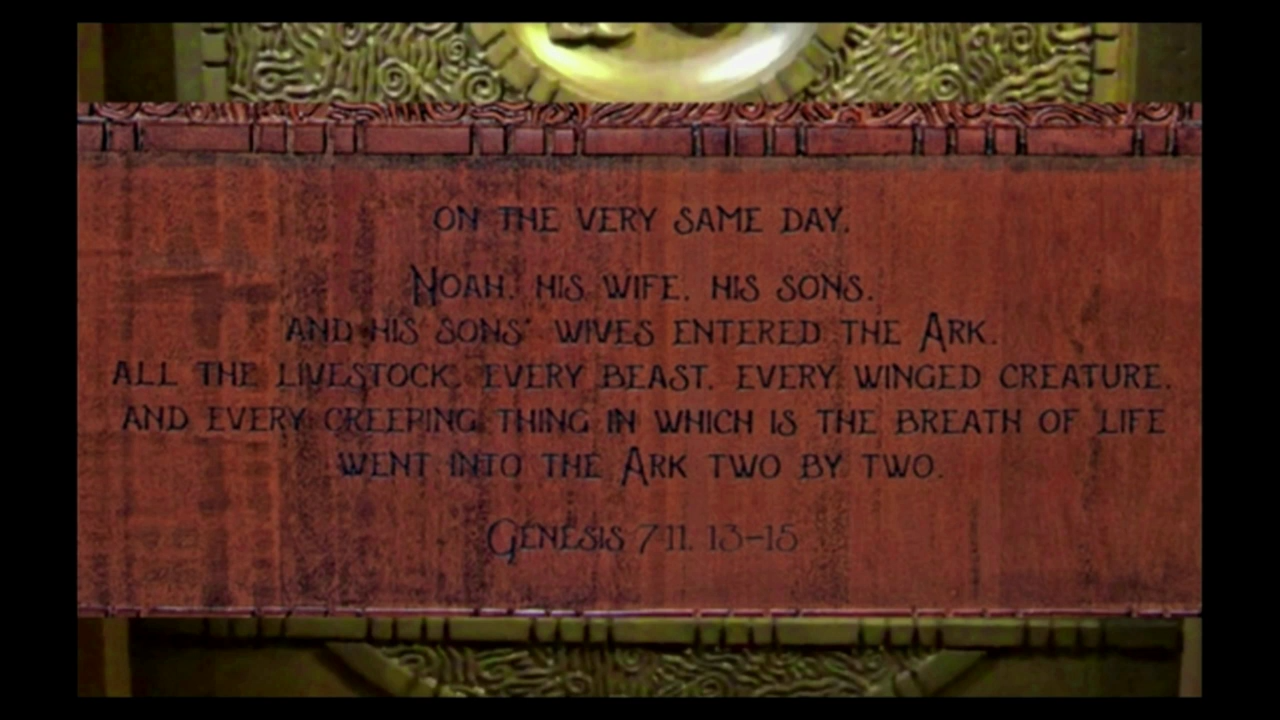 ON THE VERY SAME DAY,
NOAH, HIS WIFE, HIS SONS,
AND HIS SONS' WIVES ENTERED THE ARK.
ALL THE LIVESTOCK, EVERY BEAST, EVERY WINGED CREATURE,
AND EVERY CREEPING THING IN WHICH IS THE BREATH OF LIFE
WENT INTO THE ARK TWO BY TWO.
GENESIS 7:11, 13-15